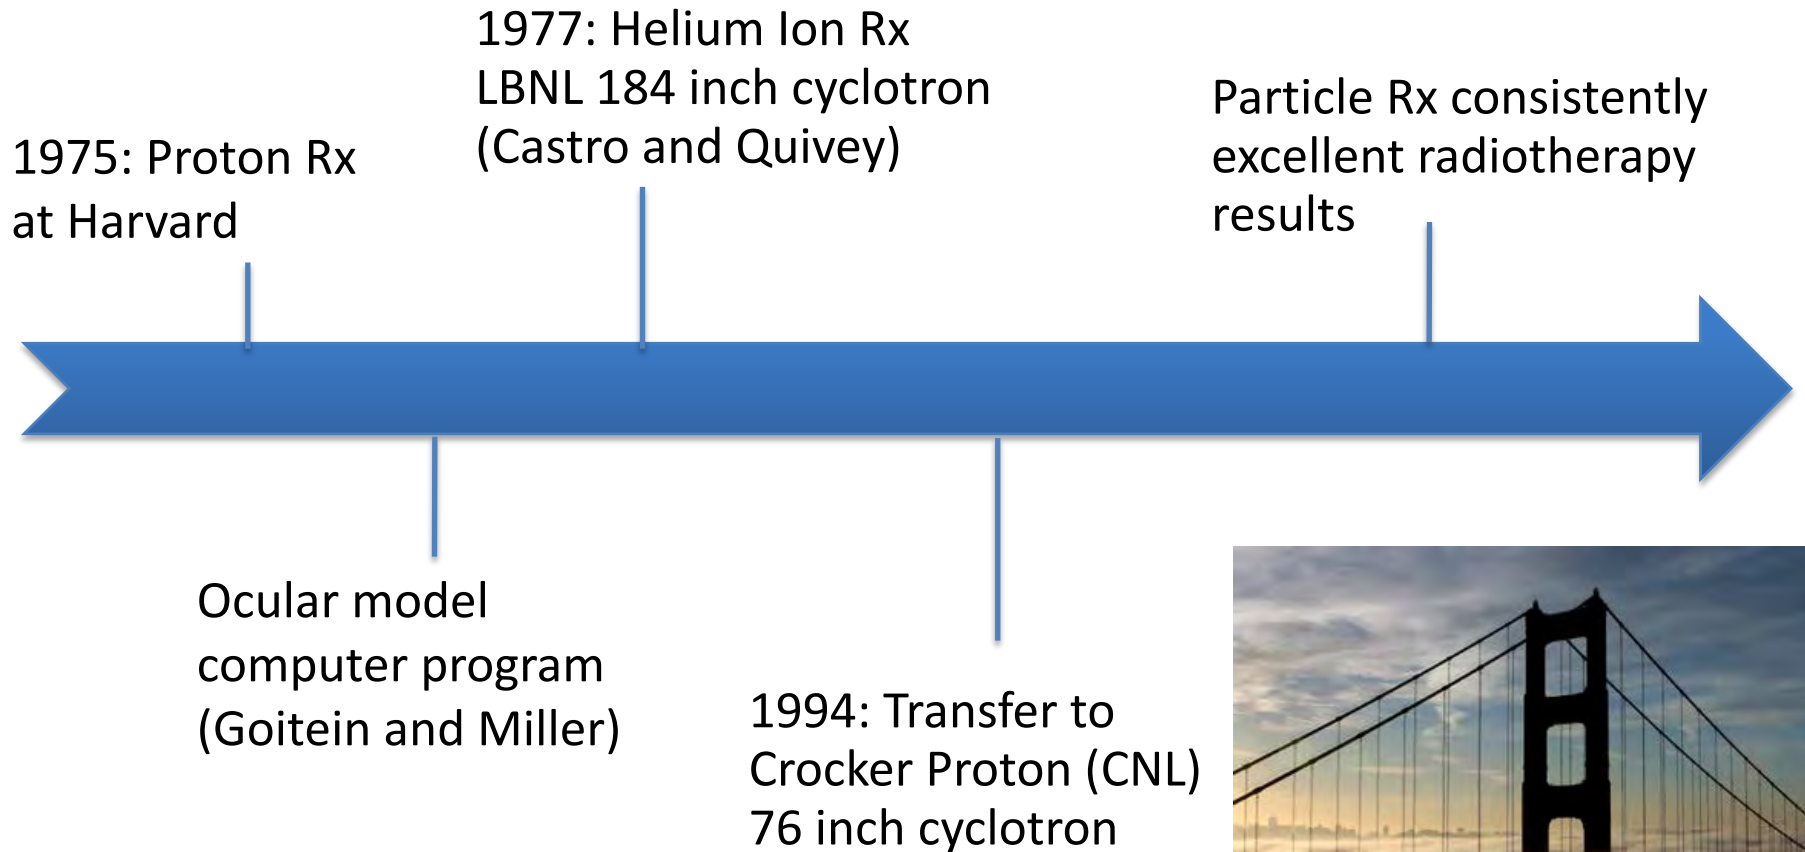 1975: Proton Rx
at Harvard
Ocular model
computer program
(Goitein and Miller)
1977: Helium Ion Rx
LBNL 184 inch cyclotron
(Castro and Quivey)
1994: Transfer to
Crocker Proton (CNL)
76 inch cyclotron
Particle Rx consistently
excellent radiotherapy
results